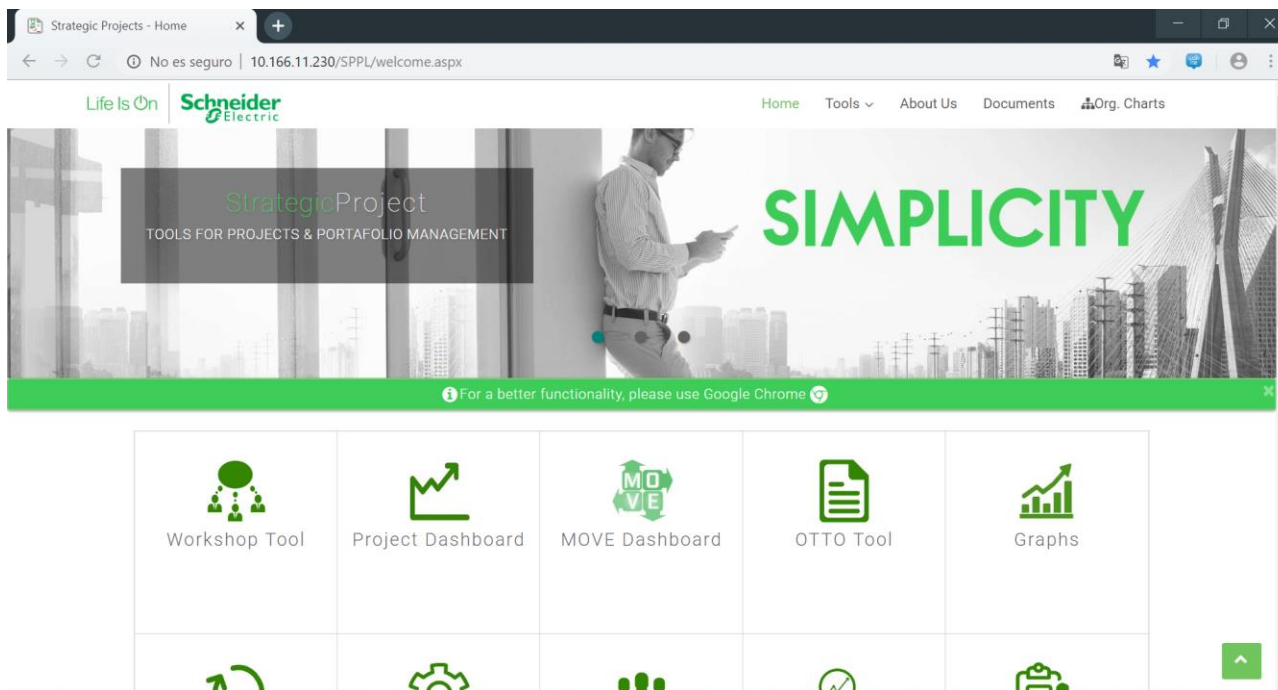 Strategic Projects - Home
No es seguro | 10.166.11.230/SPPL/welcome.aspx
Life Is On
Schneider
Electric
Home Tools About Us Documents Org. Charts
StrategicProject
TOOLS FOR PROJECTS & PORTAFOLIO MANAGEMENT
SIMPLICITY
For a better functionality, please use Google Chrome
MO
VE
Workshop Tool
Project Dashboard
MOVE Dashboard
OTTO Tool
Graphs